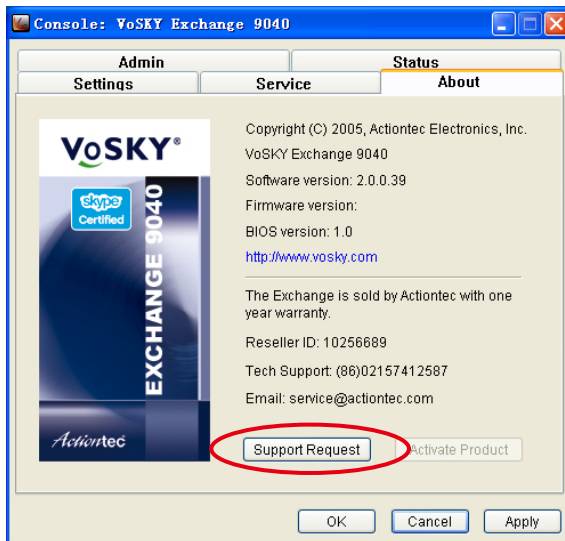 Console: VoSKY Exchange 9040
Admin
Status
Settings
Service
About
VoSKY®
skype
Certified
EXCHANGE 9040
Actiontec
Copyright (C) 2005, Actiontec Electronics, Inc.
VoSKY Exchange 9040
Software version: 2.0.0.39
Firmware version:
BIOS version: 1.0
http://www.vosky.com
The Exchange is sold by Actiontec with one
year warranty.
Reseller ID: 10256689
Tech Support: (86)02157412587
Email: service@actiontec.com
Support Request
Activate Product
OK
Cancel
Apply